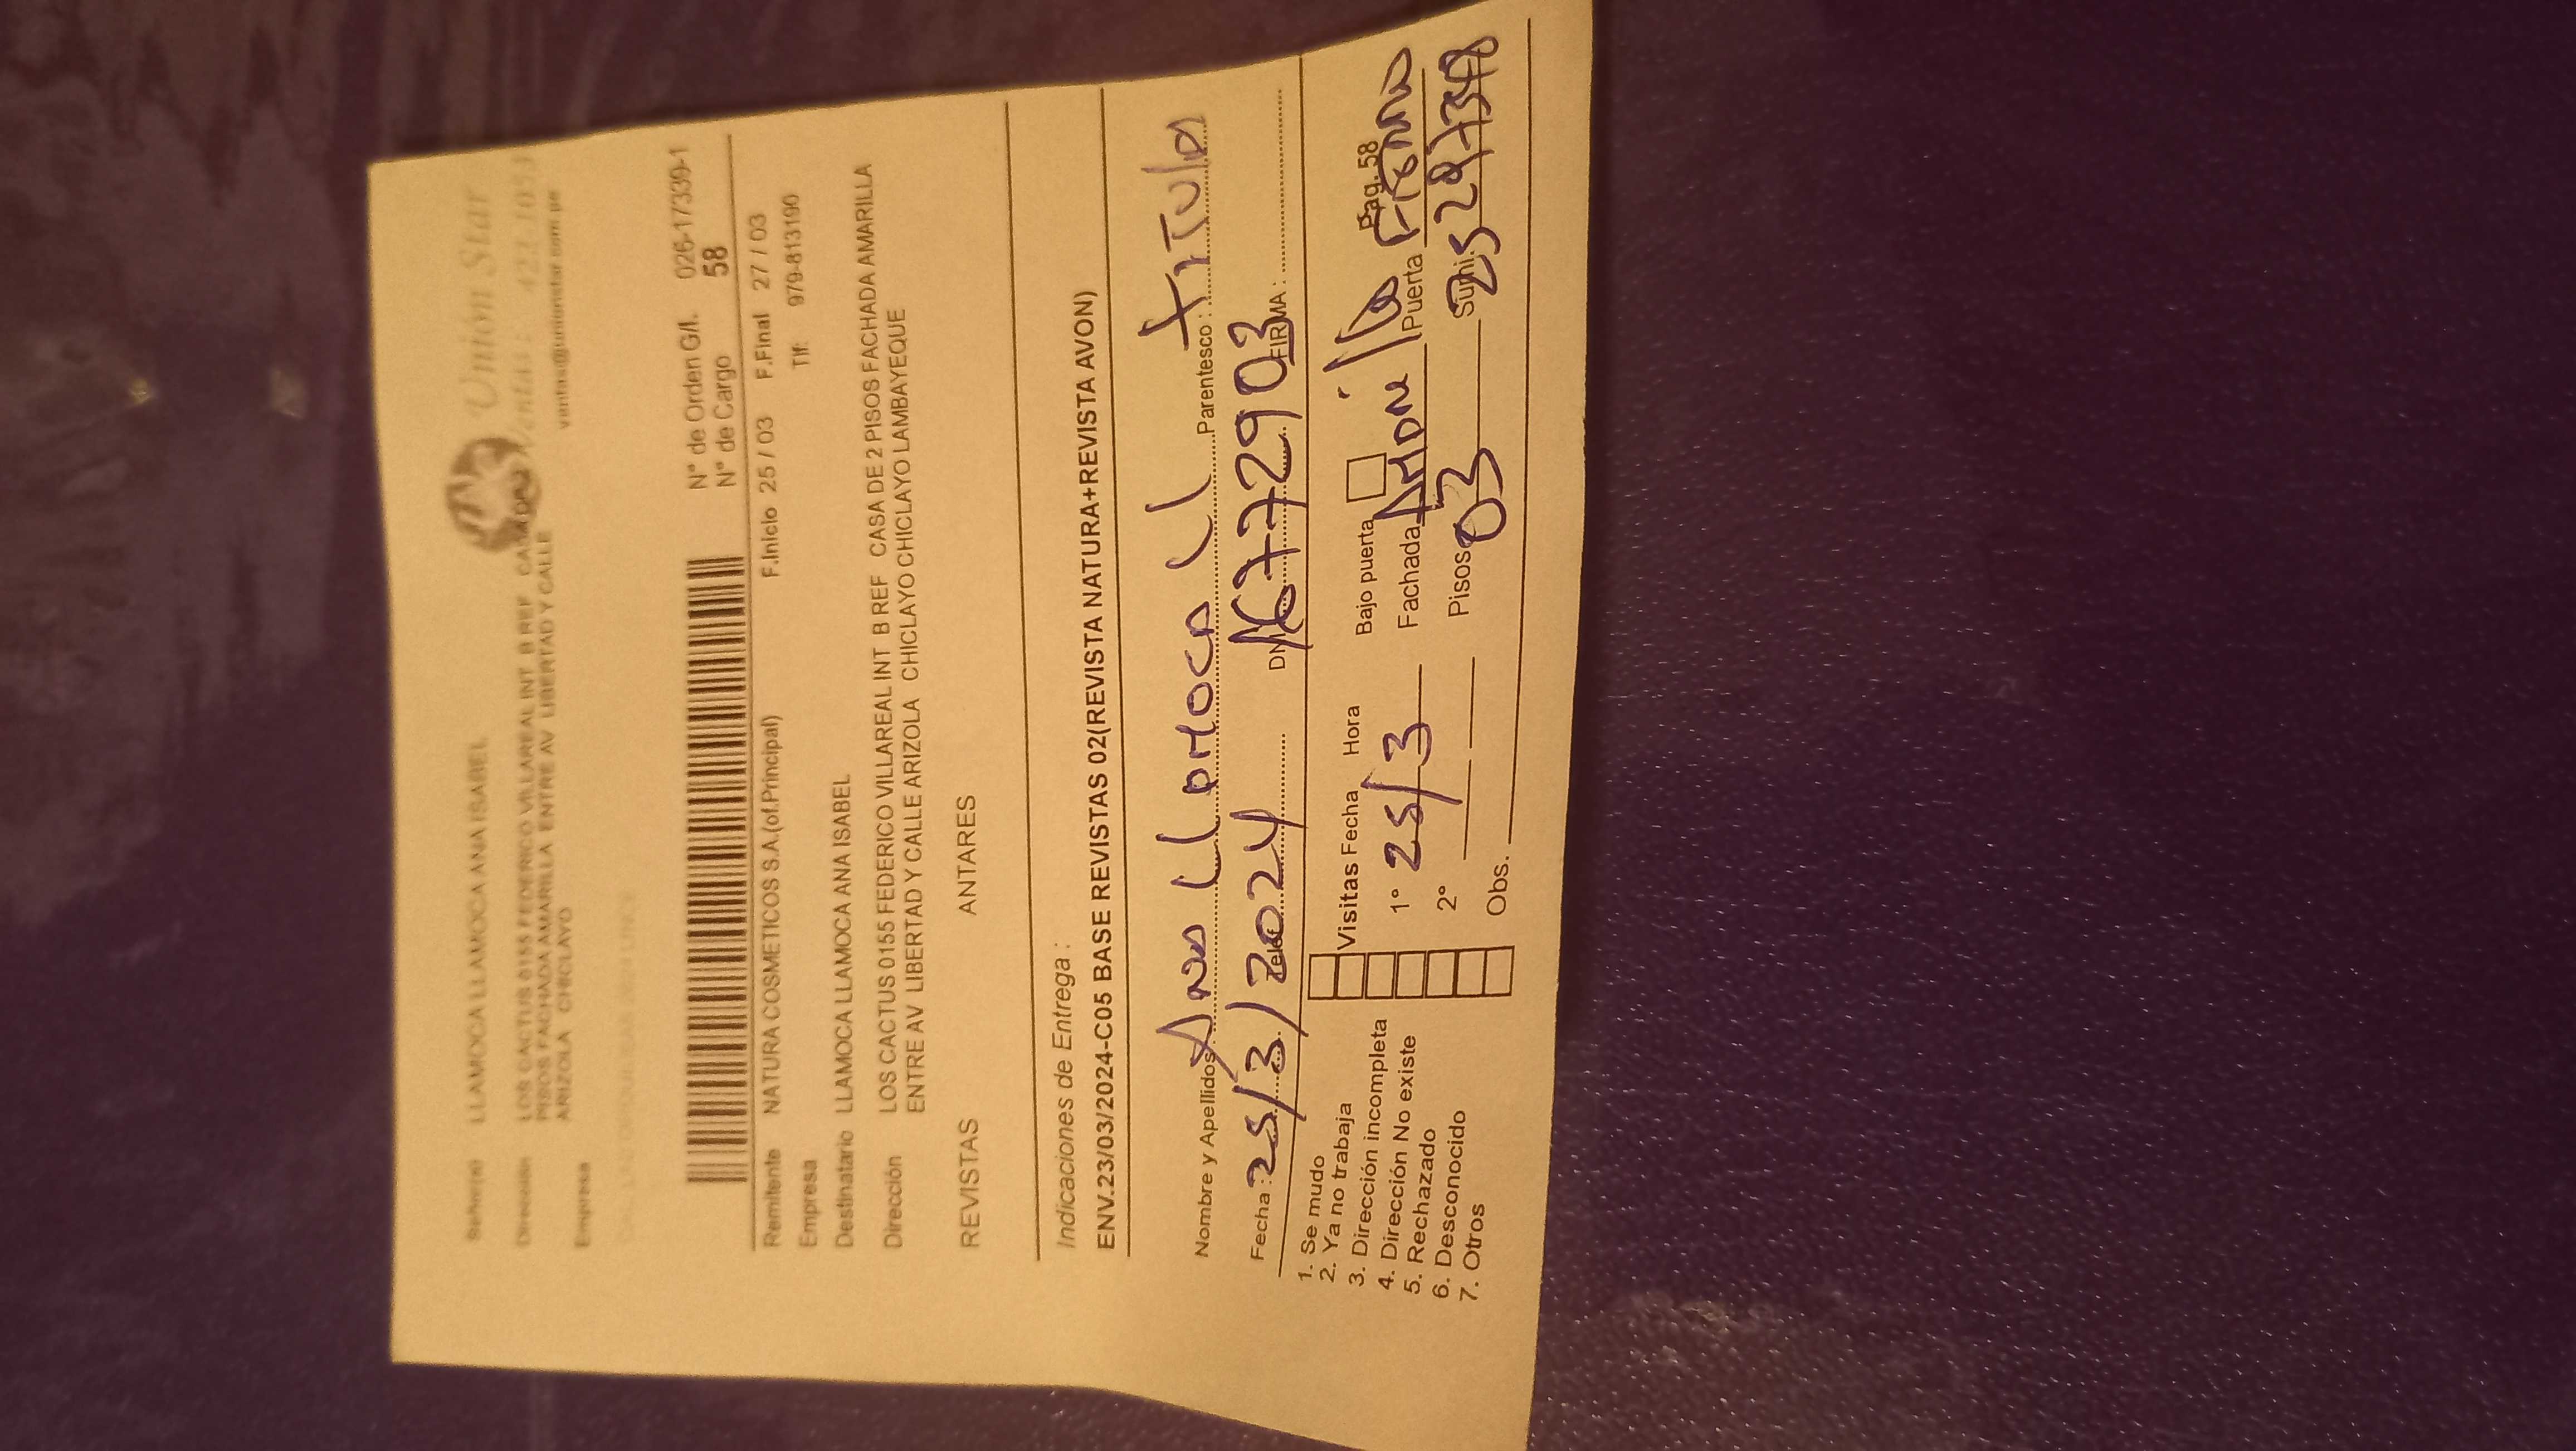 Union Star
Ventas: 422-105
ventas@unionstar.com.pe
Señor(a) LLAMOCA LLAMOCA ANA ISABEL
Dirección LOS CACTUS 0155 FEDERICO VILLAREAL INT B REF CASA DE 2
PISOS FACHADA AMARILLA ENTRE AV LIBERTAD Y CALLE
ARIZOLA CHICLAYO
Empresa
N° de Orden G/l. 026-17339-1
N° de Cargo 58
Remitente NATURA COSMETICOS S.A.(of.Principal) F.Inicio 25 / 03 F.Final 27 / 03
Empresa Tlf: 979-813190
Destinatario LLAMOCA LLAMOCA ANA ISABEL
Dirección LOS CACTUS 0155 FEDERICO VILLAREAL INT B REF CASA DE 2 PISOS FACHADA AMARILLA
ENTRE AV LIBERTAD Y CALLE ARIZOLA CHICLAYO CHICLAYO LAMBAYEQUE
REVISTAS ANTARES
Indicaciones de Entrega :
ENV.23/03/2024-C05 BASE REVISTAS 02(REVISTA NATURA+REVISTA AVON)
Nombre y Apellidos: Ana Llamoca Ll Parentesco : Titular
Fecha : 25/3/2024 DNI 16772903 FIRMA :
1. Se mudo
2. Ya no trabaja
3. Dirección incompleta
4. Dirección No existe
5. Rechazado
6. Desconocido
7. Otros
Visitas Fecha Hora
1° 25/3
2°
Obs.
Bajo puerta Pag. 58
Fachada Puerta Fierro
Pisos 03 Sumi. 25297348